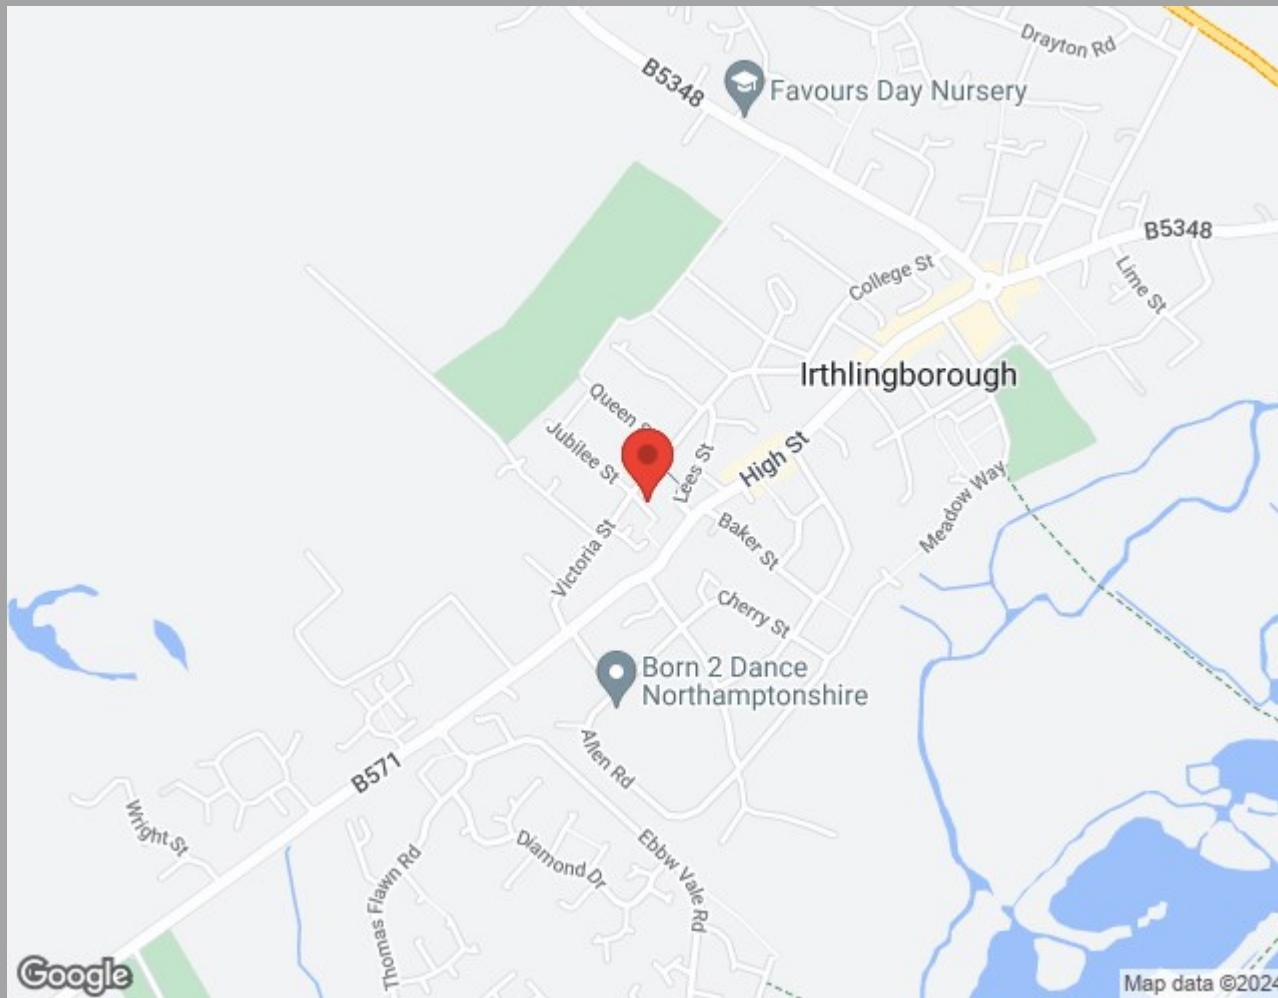 Drayton Rd
B5348
Favours Day Nursery
B5348
Lime St
College St
Irthlingborough
Queen S
Jubilee St
Lees St
High St
Meadow Way
Baker St
Victoria St
Cherry St
Born 2 Dance
Northamptonshire
Allen Rd
B571
Wright St
Diamond Dr
Ebbw Vale Rd
Thomas Flawn Rd
Google
Map data ©2024